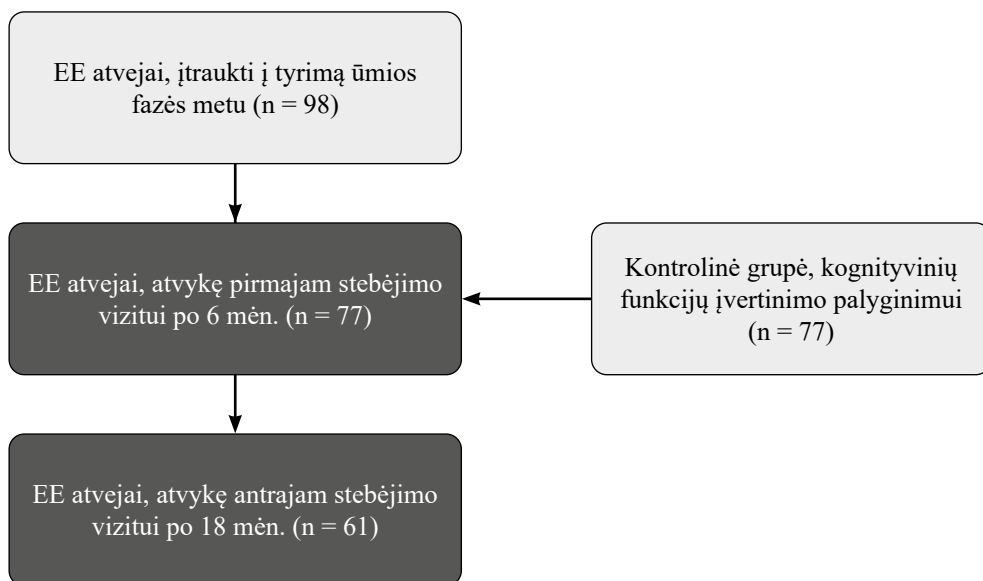 EE atvejai, įtraukti į tyrimą ūmios
fazės metu (n = 98)
EE atvejai, atvykę pirmajam stebėjimo
vizitui po 6 mėn. (n = 77)
Kontrolinė grupė, kognityvinių
funkcijų įvertinimo palyginimui
(n = 77)
EE atvejai, atvykę antrajam stebėjimo
vizitui po 18 mėn. (n = 61)